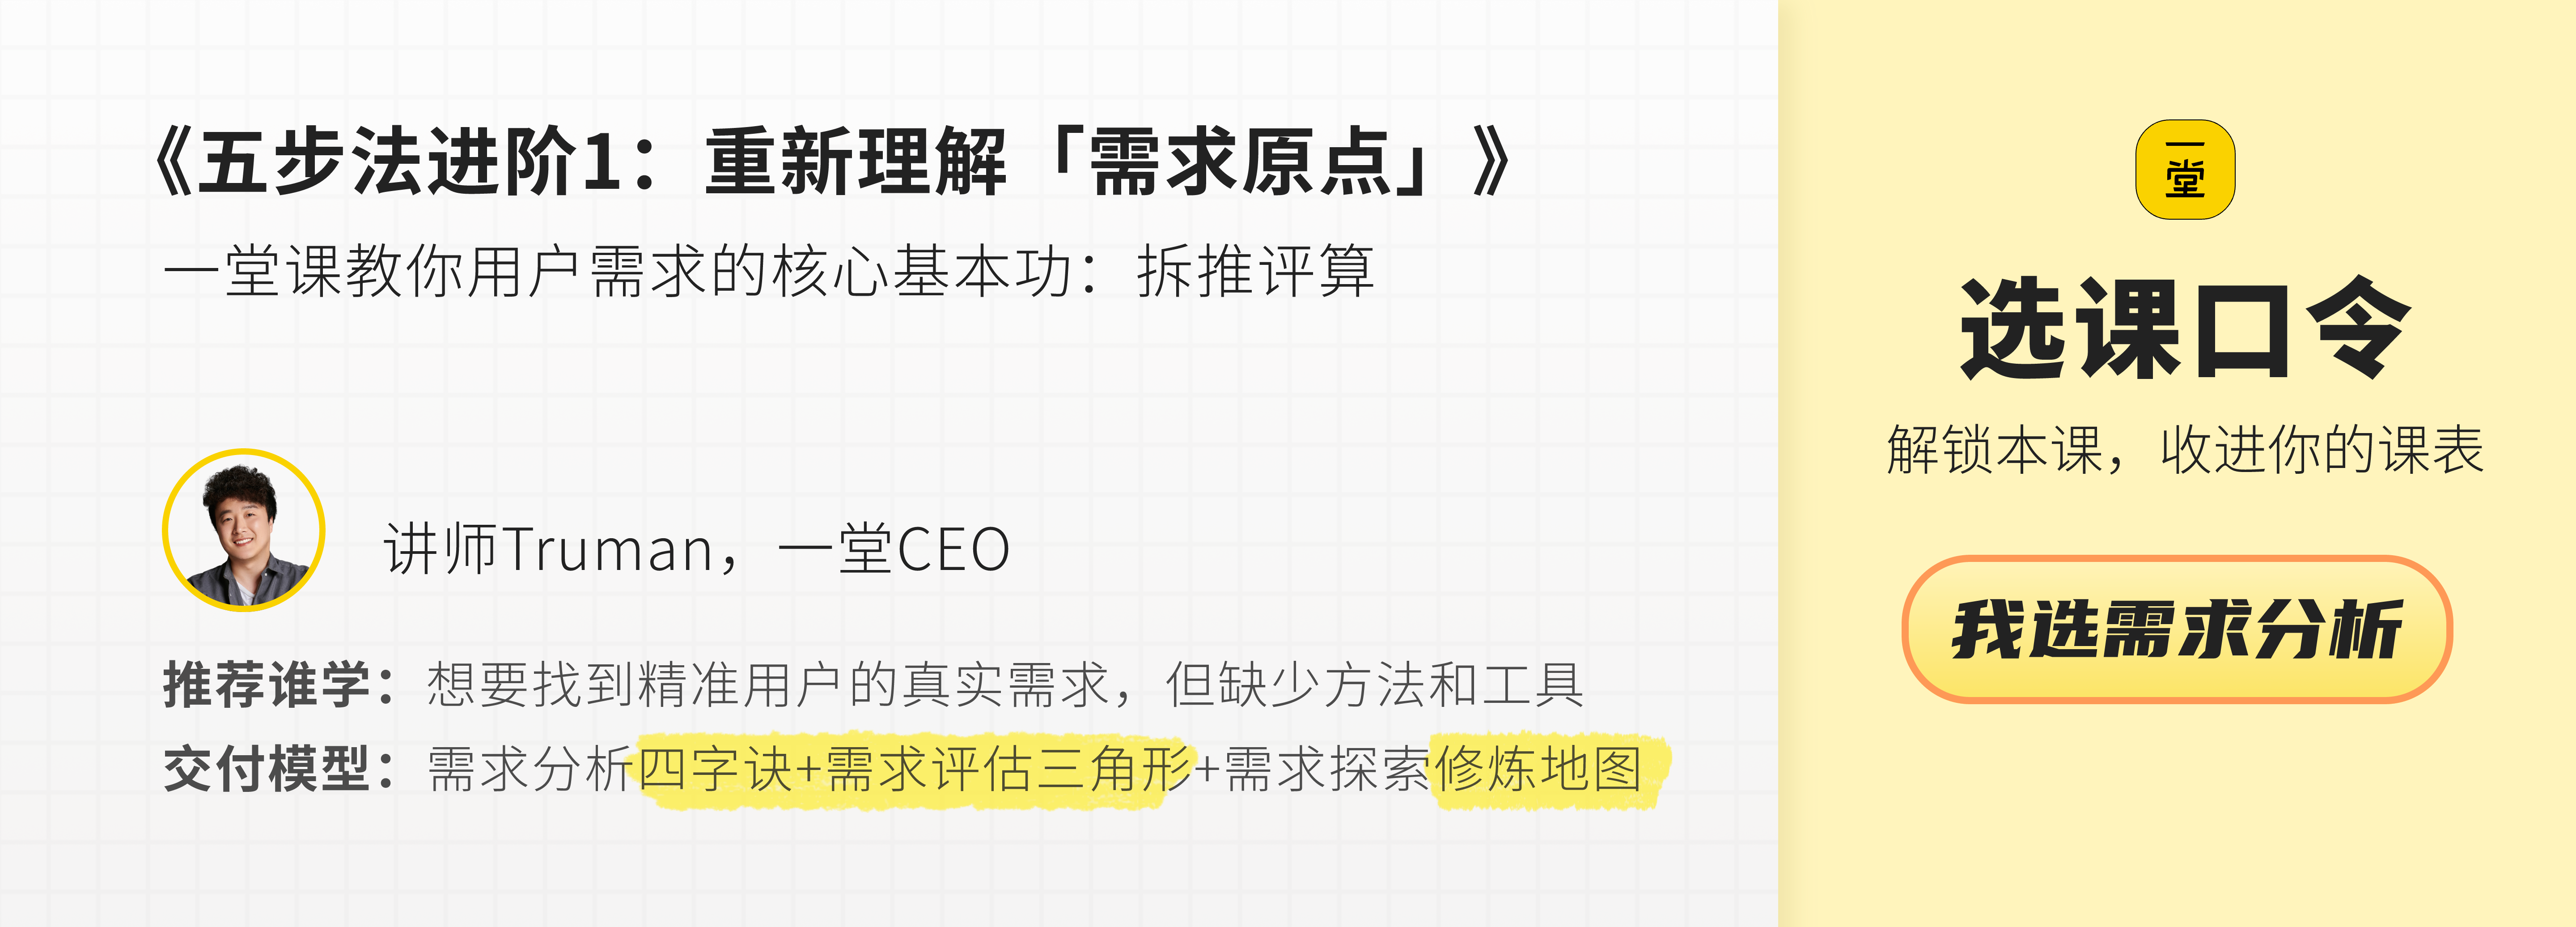 《五步法进阶1：重新理解「需求原点」》
一堂课教你用户需求的核心基本功：拆推评算
讲师Truman，一堂CEO
推荐谁学：想要找到精准用户的真实需求，但缺少方法和工具
交付模型：需求分析四字诀+需求评估三角形+需求探索修炼地图
一堂
选课口令
解锁本课，收进你的课表
我选需求分析